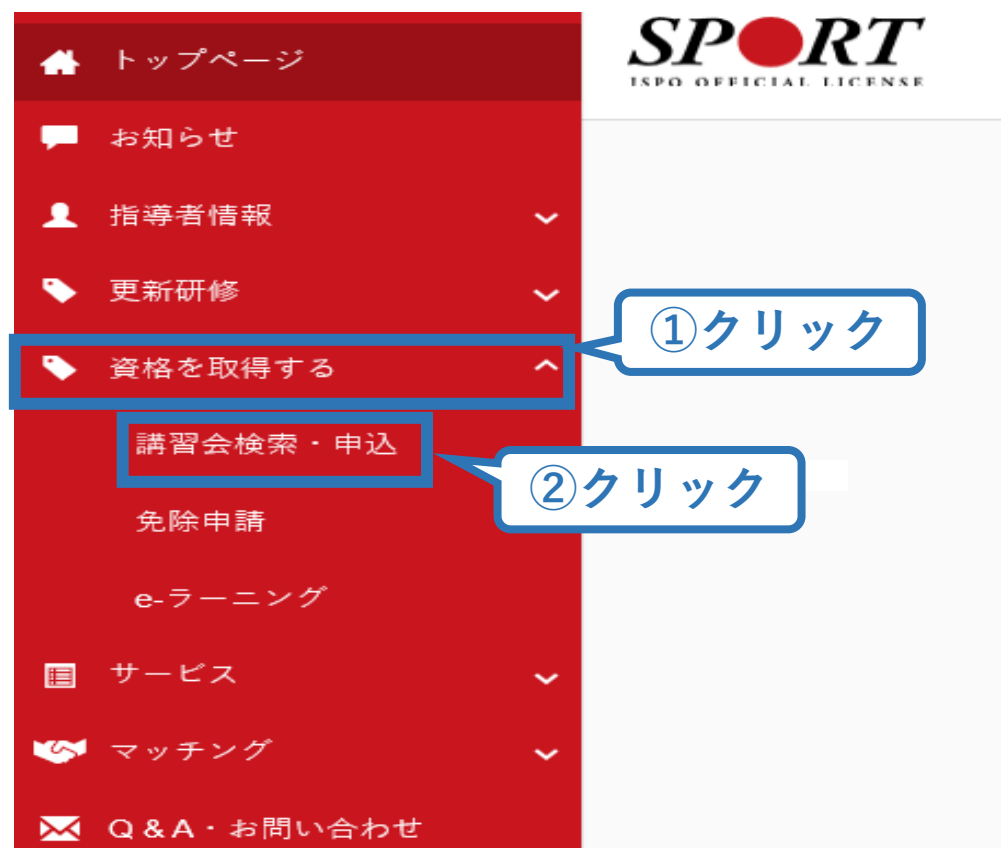 トップページ
SPORT
ISPO OFFICIAL LICENSE
お知らせ
指導者情報
更新研修
①クリック
資格を取得する
講習会検索・申込
②クリック
免除申請
e-ラーニング
サービス
マッチング
Q&A・お問い合わせ